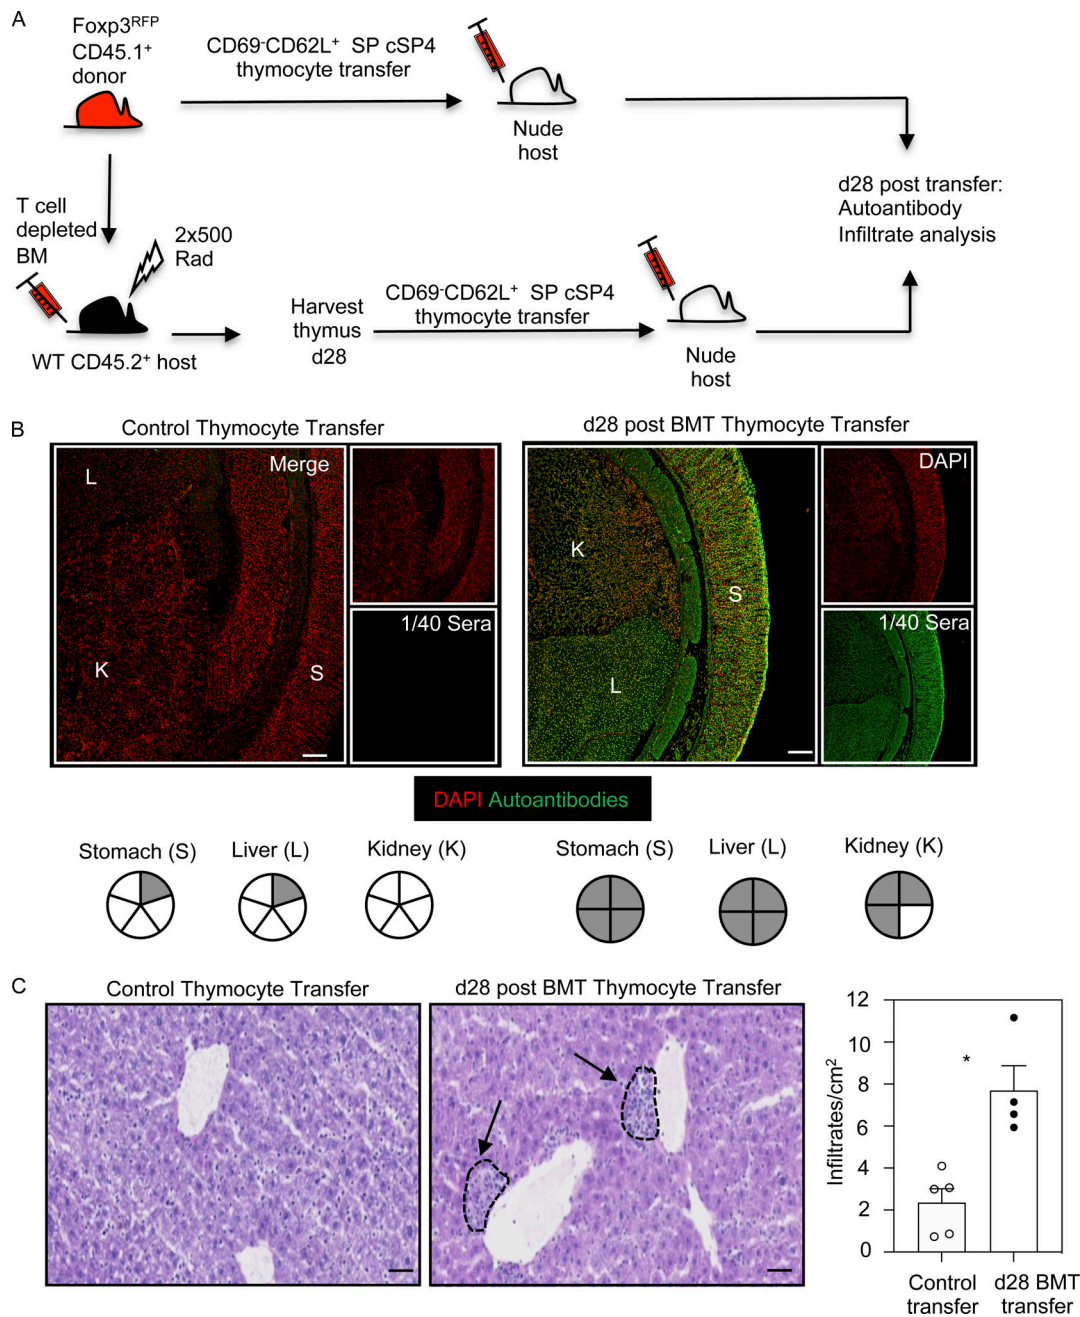 A
Foxp3RFP
CD45.1+
donor
CD69-CD62L+ SP cSP4
thymocyte transfer
Nude
host
d28 post transfer:
Autoantibody
Infiltrate analysis
T cell
depleted
BM
2x500
Rad
WT CD45.2+ host
Harvest
thymus
d28
CD69-CD62L+ SP cSP4
thymocyte transfer
Nude
host
B
Control Thymocyte Transfer
L
Merge
K
S
1/40 Sera
d28 post BMT Thymocyte Transfer
K
S
L
DAPI
1/40 Sera
DAPI Autoantibodies
Stomach (S)
Liver (L)
Kidney (K)
Stomach (S)
Liver (L)
Kidney (K)
C
Control Thymocyte Transfer
d28 post BMT Thymocyte Transfer
Infiltrates/cm2
12
10
8
6
4
2
0
*
Control
transfer
d28 BMT
transfer